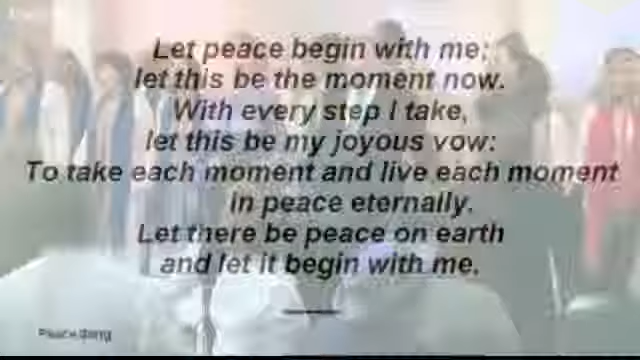 Let peace begin with me;
let this be the moment now.
With every step I take,
let this be my joyous vow:
To take each moment and live each moment
in peace eternally.
Let there be peace on earth
and let it begin with me.
Peace Song